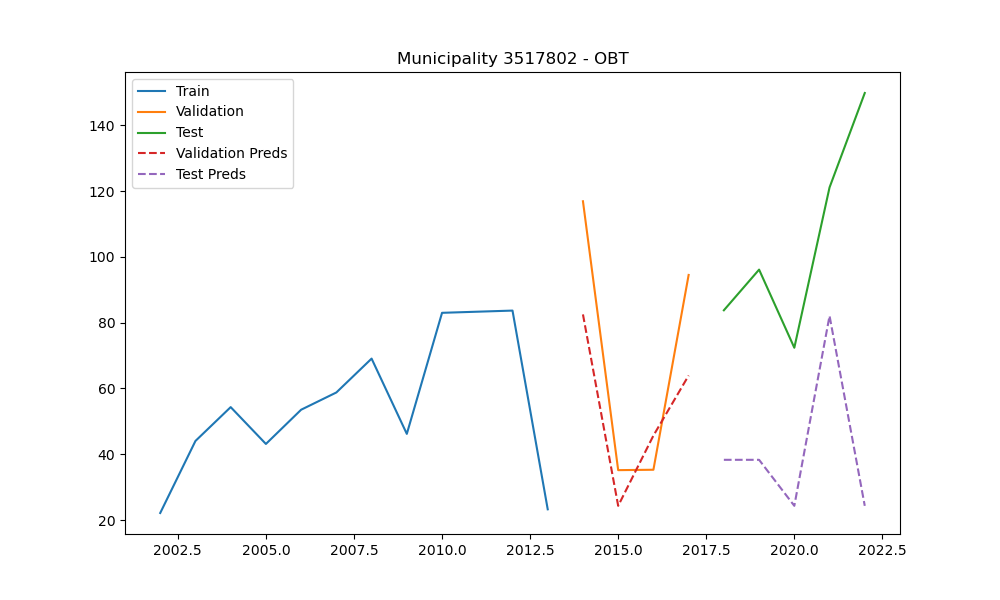 Municipality 3517802 - OBT
Train
Validation
Test
Validation Preds
Test Preds
140
120
100
80
60
40
20
2002.5 2005.0 2007.5 2010.0 2012.5 2015.0 2017.5 2020.0 2022.5